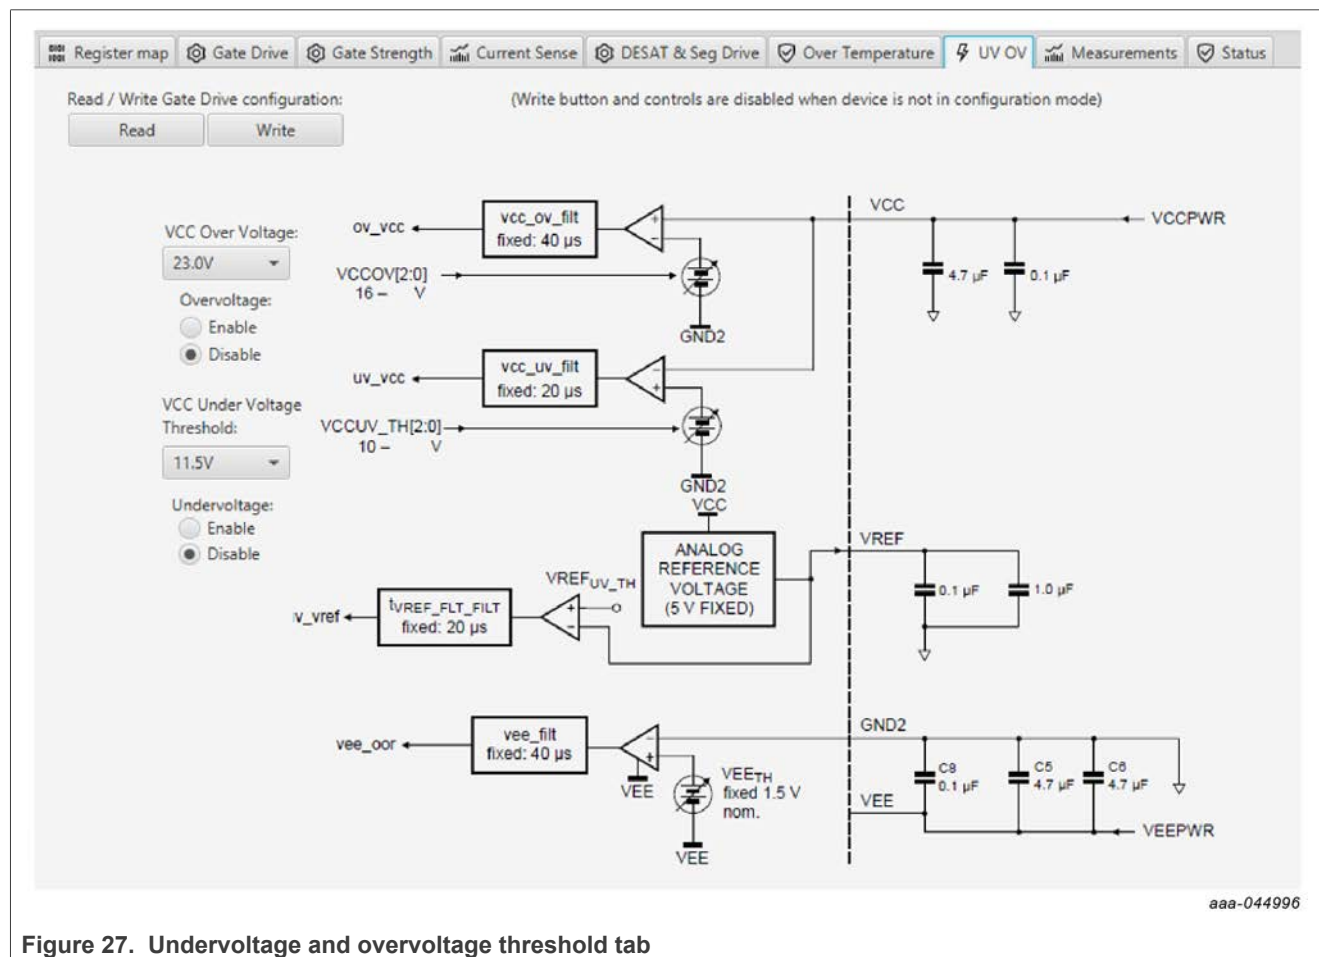 Register map Gate Drive Gate Strength Current Sense DESAT & Seg Drive Over Temperature UV OV Measurements Status
Read / Write Gate Drive configuration:
(Write button and controls are disabled when device is not in configuration mode)
Read Write
VCC Over Voltage:
23.0V
Overvoltage:
Enable
Disable
VCC Under Voltage
Threshold:
11.5V
Undervoltage:
Enable
Disable
ov_vcc
vcc_ov_filt
fixed: 40 µs
+
−
VCCOV[2:0]
16 – V
GND2
VCC
VCCPWR
4.7 µF
0.1 µF
uv_vcc
vcc_uv_filt
fixed: 20 µs
−
+
VCCUV_TH[2:0]
10 – V
GND2
VCC
ANALOG
REFERENCE
VOLTAGE
(5 V FIXED)
VREF
0.1 µF
1.0 µF
VREFUV_TH
v_vref
tVREF_FLT_FILT
fixed: 20 µs
+
−
vee_oor
vee_filt
fixed: 40 µs
−
+
VEE
VEETH
fixed 1.5 V
nom.
VEE
GND2
VEE
C8
0.1 µF
C5
4.7 µF
C6
4.7 µF
VEEPWR
aaa-044996
Figure 27. Undervoltage and overvoltage threshold tab